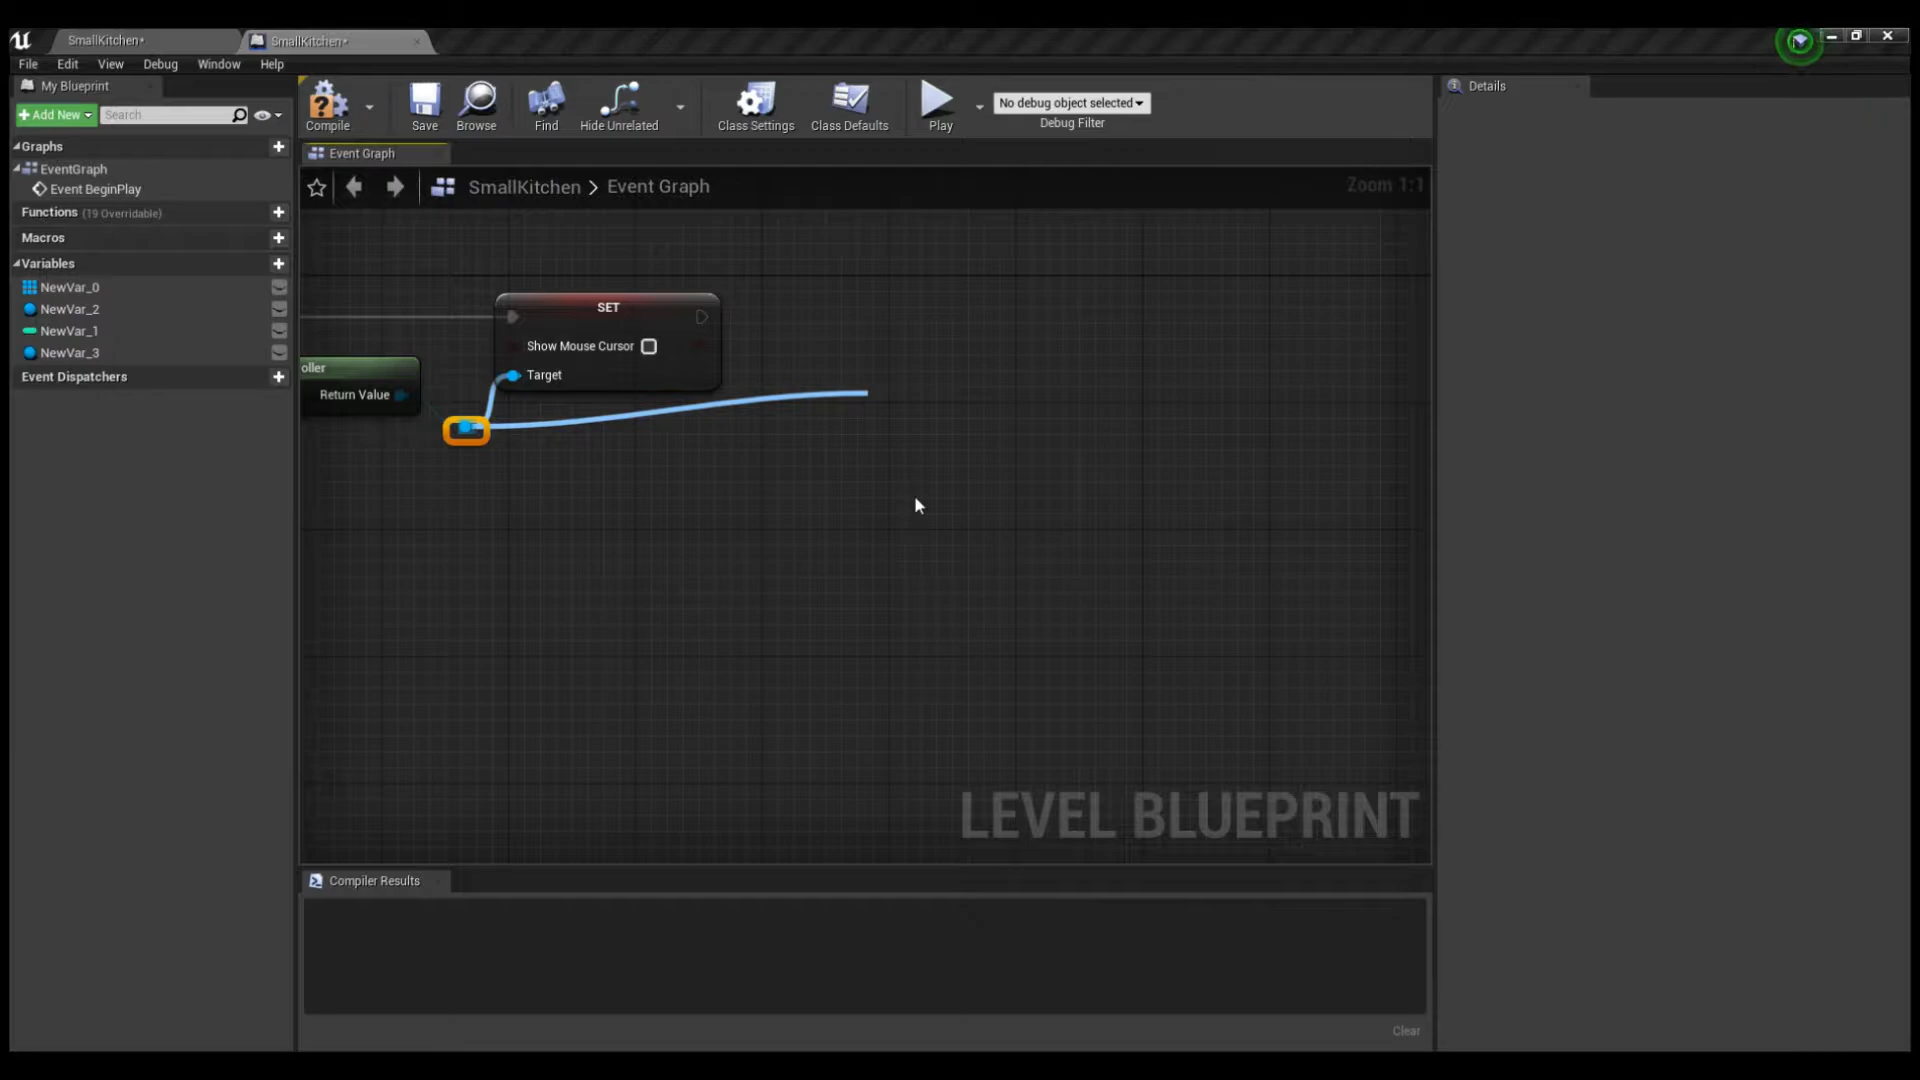 SmallKitchen*
SmallKitchen*
File Edit View Debug Window Help
My Blueprint
Details
Add New
Search
Compile
Save
Browse
Find
Hide Unrelated
Class Settings
Class Defaults
Play
No debug object selected
Debug Filter
Graphs
EventGraph
Event BeginPlay
Functions (19 Overridable)
Macros
Variables
NewVar_0
NewVar_2
NewVar_1
NewVar_3
Event Dispatchers
Event Graph
SmallKitchen > Event Graph
Zoom 1:1
SET
Show Mouse Cursor
Target
oller
Return Value
LEVEL BLUEPRINT
Compiler Results
Clear